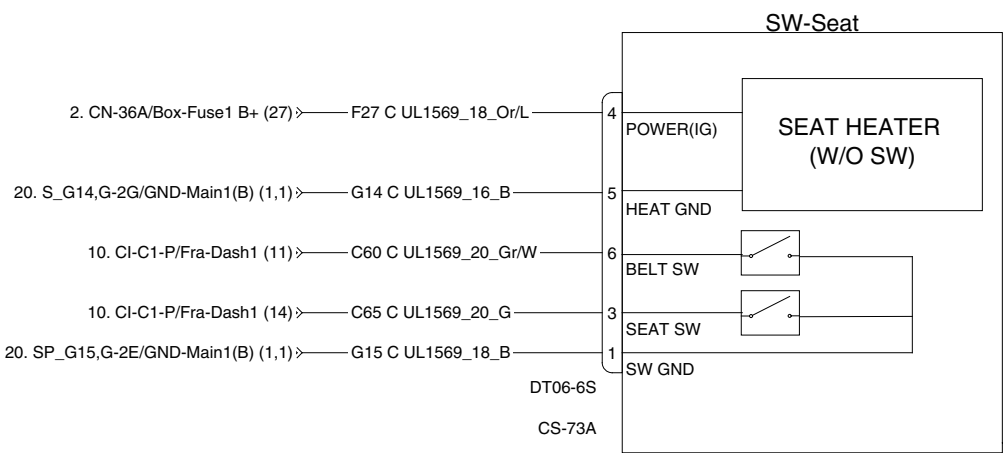 SW-Seat
2. CN-36A/Box-Fuse1 B+ (27) F27 C UL1569_18_Or/L 4
POWER(IG)
SEAT HEATER
(W/O SW)
20. S_G14,G-2G/GND-Main1(B) (1,1) G14 C UL1569_16_B 5
HEAT GND
10. CI-C1-P/Fra-Dash1 (11) C60 C UL1569_20_Gr/W 6
BELT SW
10. CI-C1-P/Fra-Dash1 (14) C65 C UL1569_20_G 3
SEAT SW
20. SP_G15,G-2E/GND-Main1(B) (1,1) G15 C UL1569_18_B 1
SW GND
DT06-6S
CS-73A